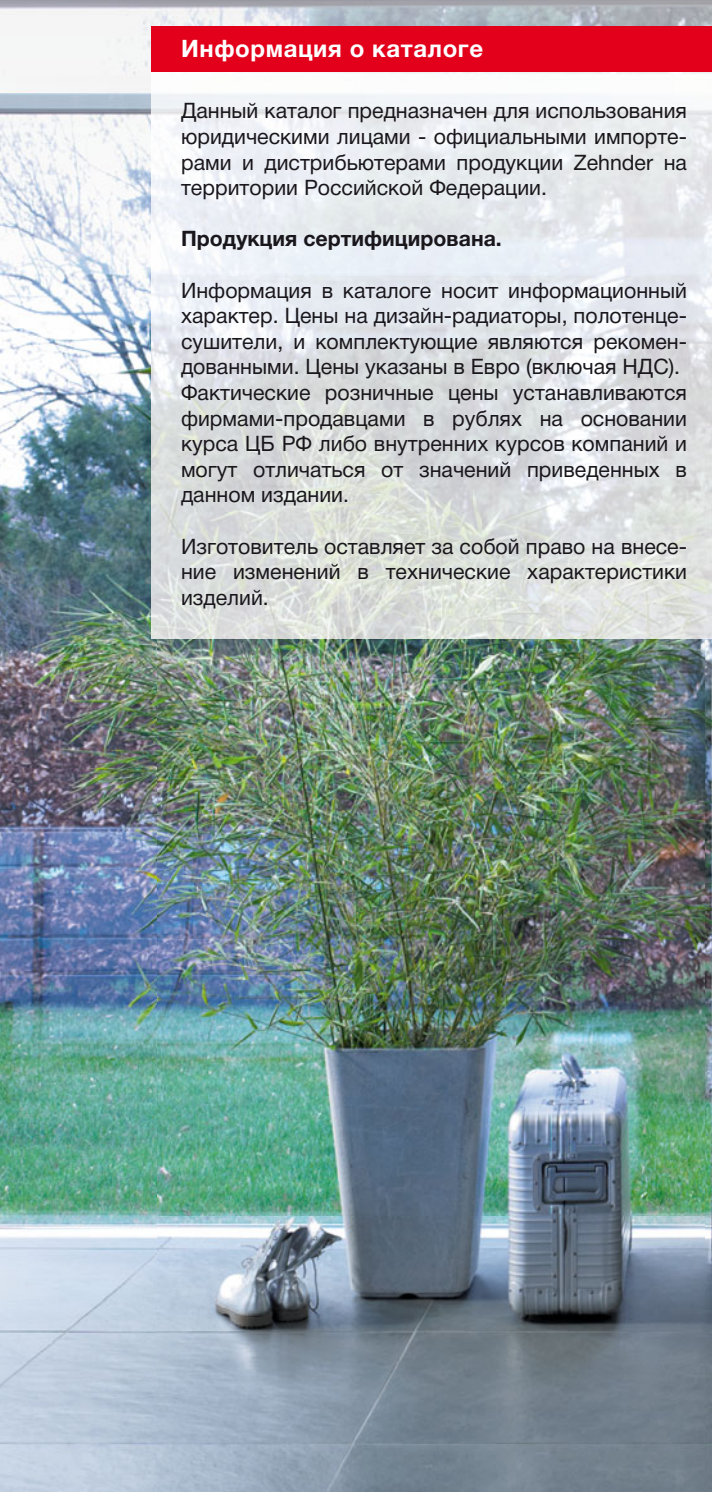 Информация о каталоге
Данный каталог предназначен для использования
юридическими лицами - официальными импорте-
рами и дистрибьютерами продукции Zehnder на
территории Российской Федерации.
Продукция сертифицирована.
Информация в каталоге носит информационный
характер. Цены на дизайн-радиаторы, полотенце-
сушители, и комплектующие являются рекомен-
дованными. Цены указаны в Евро (включая НДС).
Фактические розничные цены устанавливаются
фирмами-продавцами в рублях на основании
курса ЦБ РФ либо внутренних курсов компаний и
могут отличаться от значений приведенных в
данном издании.
Изготовитель оставляет за собой право на внесе-
ние изменений в технические характеристики
изделий.